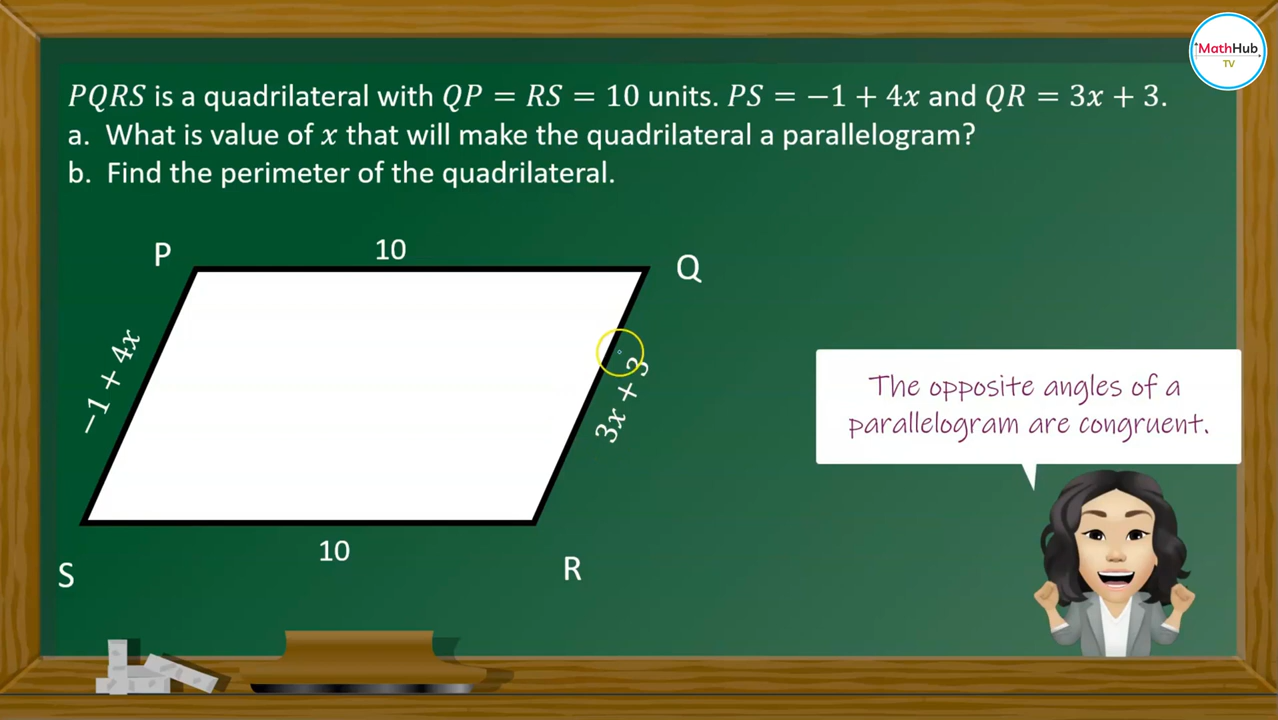 MathHub
TV
PQRS is a quadrilateral with QP = RS = 10 units. PS = −1 + 4x and QR = 3x + 3.
a. What is value of x that will make the quadrilateral a parallelogram?
b. Find the perimeter of the quadrilateral.
P
10
Q
−1 + 4x
3x + 3
The opposite angles of a
parallelogram are congruent.
10
S
R